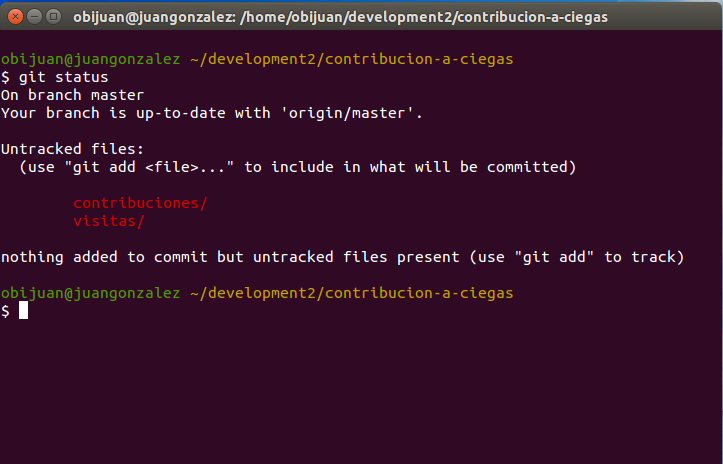 obijuan@juangonzalez: /home/obijuan/development2/contribucion-a-ciegas
obijuan@juangonzalez ~/development2/contribucion-a-ciegas
$ git status
On branch master
Your branch is up-to-date with 'origin/master'.
Untracked files:
  (use "git add <file>..." to include in what will be committed)
        contribuciones/
        visitas/
nothing added to commit but untracked files present (use "git add" to track)
obijuan@juangonzalez ~/development2/contribucion-a-ciegas
$